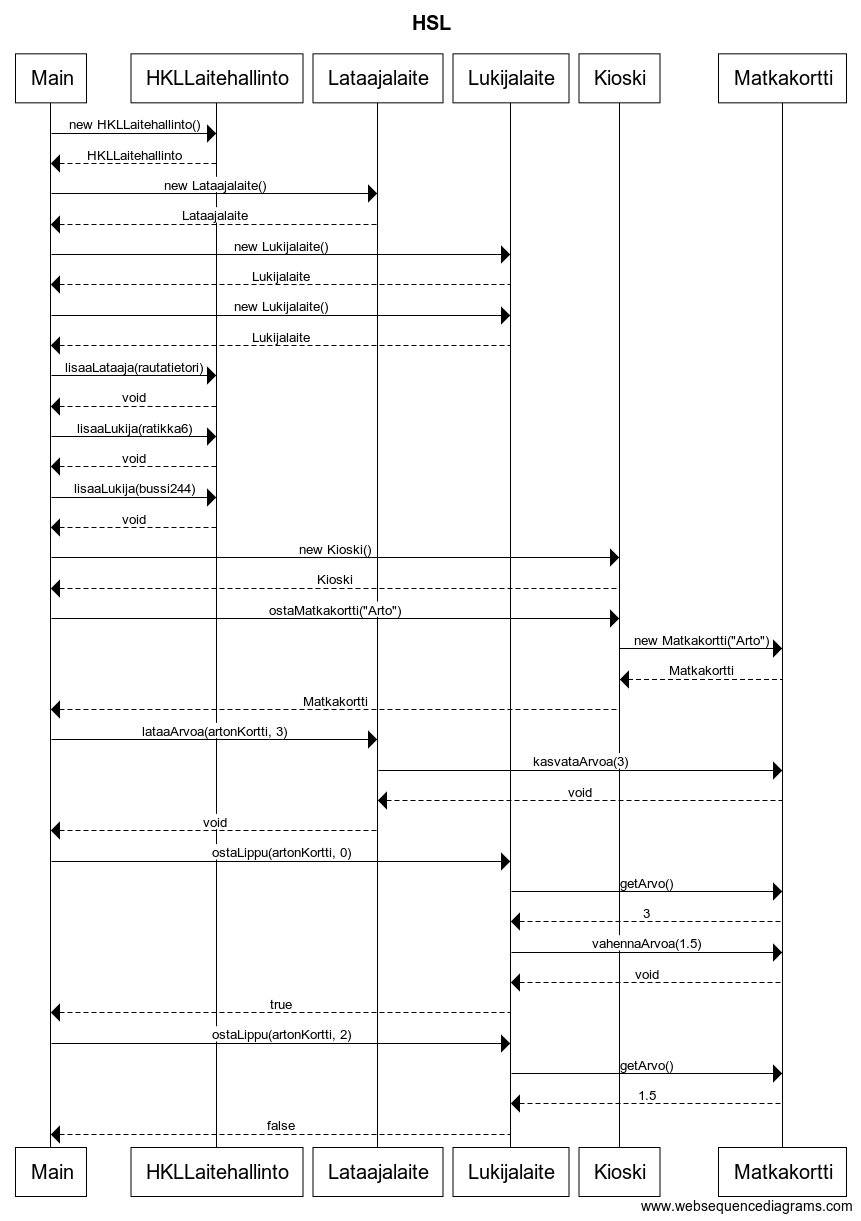 HSL
Main HKLLaitehallinto Lataajalaite Lukijalaite Kioski Matkakortti
new HKLLaitehallinto()
HKLLaitehallinto
new Lataajalaite()
Lataajalaite
new Lukijalaite()
Lukijalaite
new Lukijalaite()
Lukijalaite
lisaaLataaja(rautatietori)
void
lisaaLukija(ratikka6)
void
lisaaLukija(bussi244)
void
new Kioski()
Kioski
ostaMatkakortti("Arto")
new Matkakortti("Arto")
Matkakortti
Matkakortti
lataaArvoa(artonKortti, 3)
kasvataArvoa(3)
void
void
ostaLippu(artonKortti, 0)
getArvo()
3
vahennaArvoa(1.5)
void
true
ostaLippu(artonKortti, 2)
getArvo()
1.5
false
Main HKLLaitehallinto Lataajalaite Lukijalaite Kioski Matkakortti
www.websequencediagrams.com